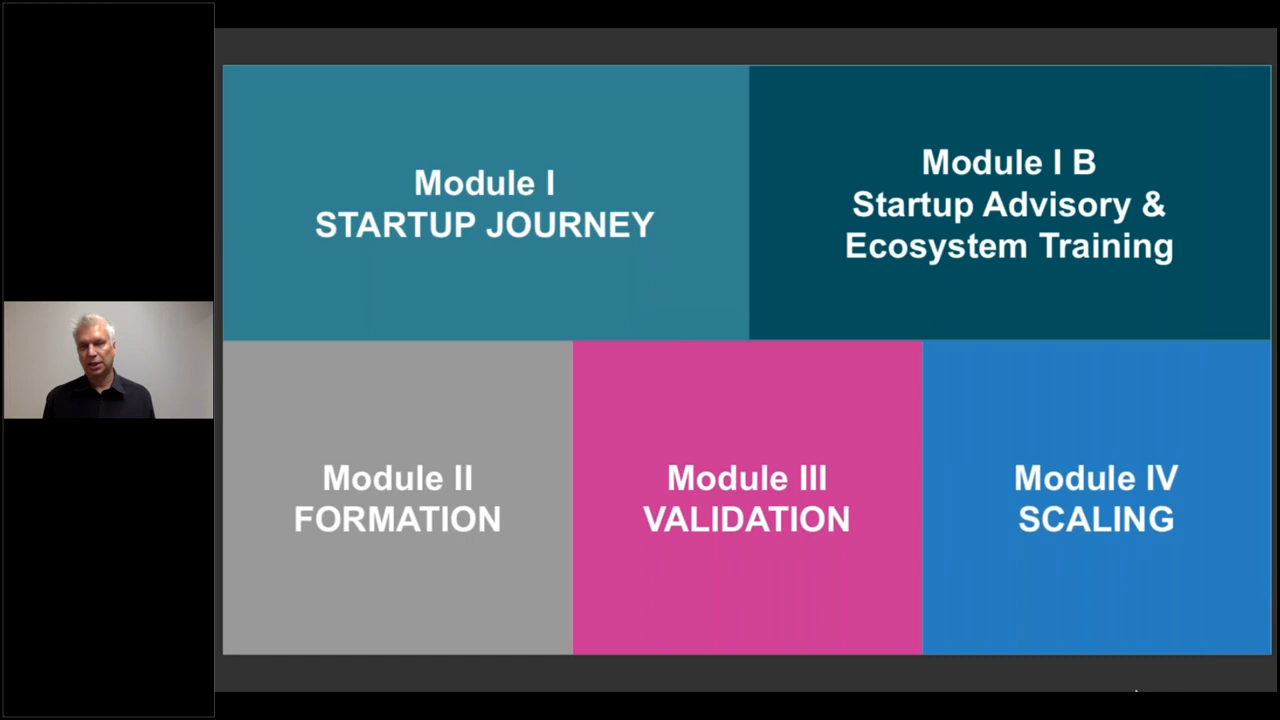 Module I
STARTUP JOURNEY
Module I B
Startup Advisory &
Ecosystem Training
Module II
FORMATION
Module III
VALIDATION
Module IV
SCALING